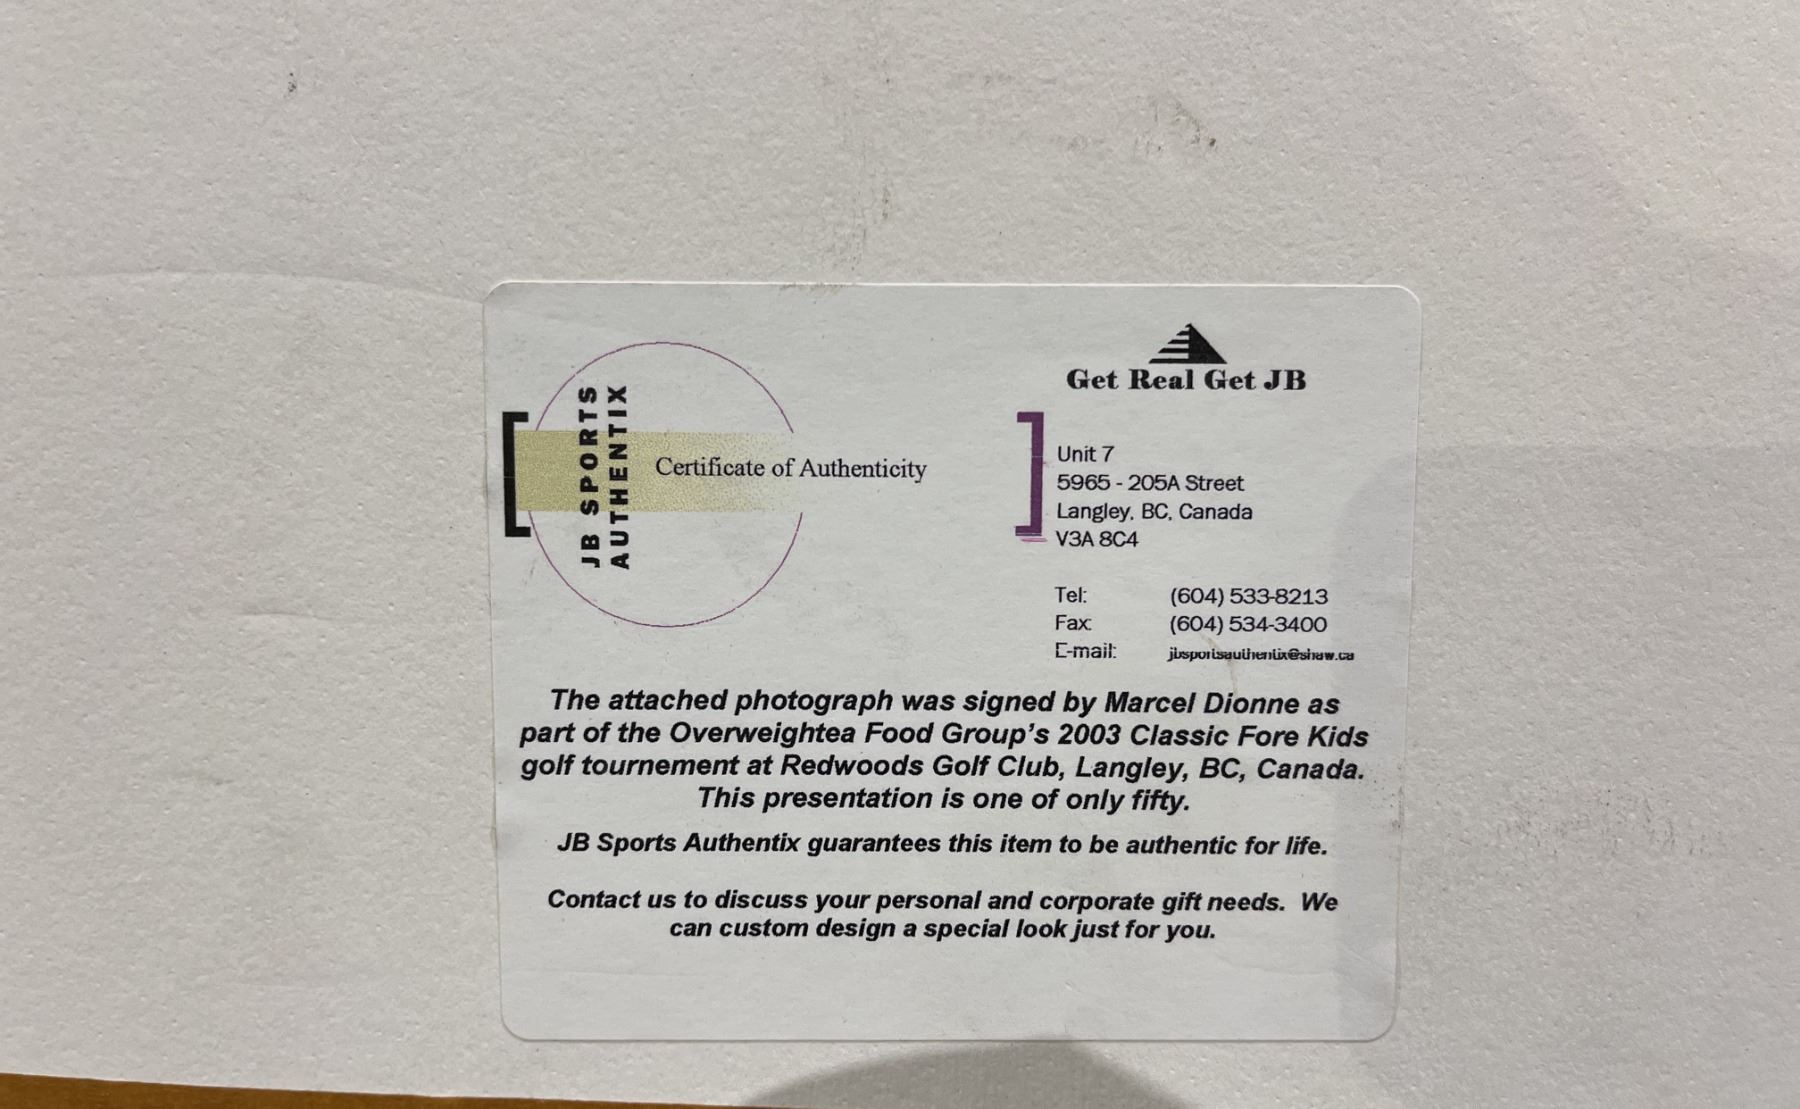 JB SPORTS
AUTHENTIX
Certificate of Authenticity
Get Real Get JB
Unit 7
5965 - 205A Street
Langley, BC, Canada
V3A 8C4
Tel: (604) 533-8213
Fax: (604) 534-3400
E-mail: jbsportsauthentix@shaw.ca
The attached photograph was signed by Marcel Dionne as
part of the Overweightea Food Group's 2003 Classic Fore Kids
golf tournement at Redwoods Golf Club, Langley, BC, Canada.
This presentation is one of only fifty.
JB Sports Authentix guarantees this item to be authentic for life.
Contact us to discuss your personal and corporate gift needs. We
can custom design a special look just for you.